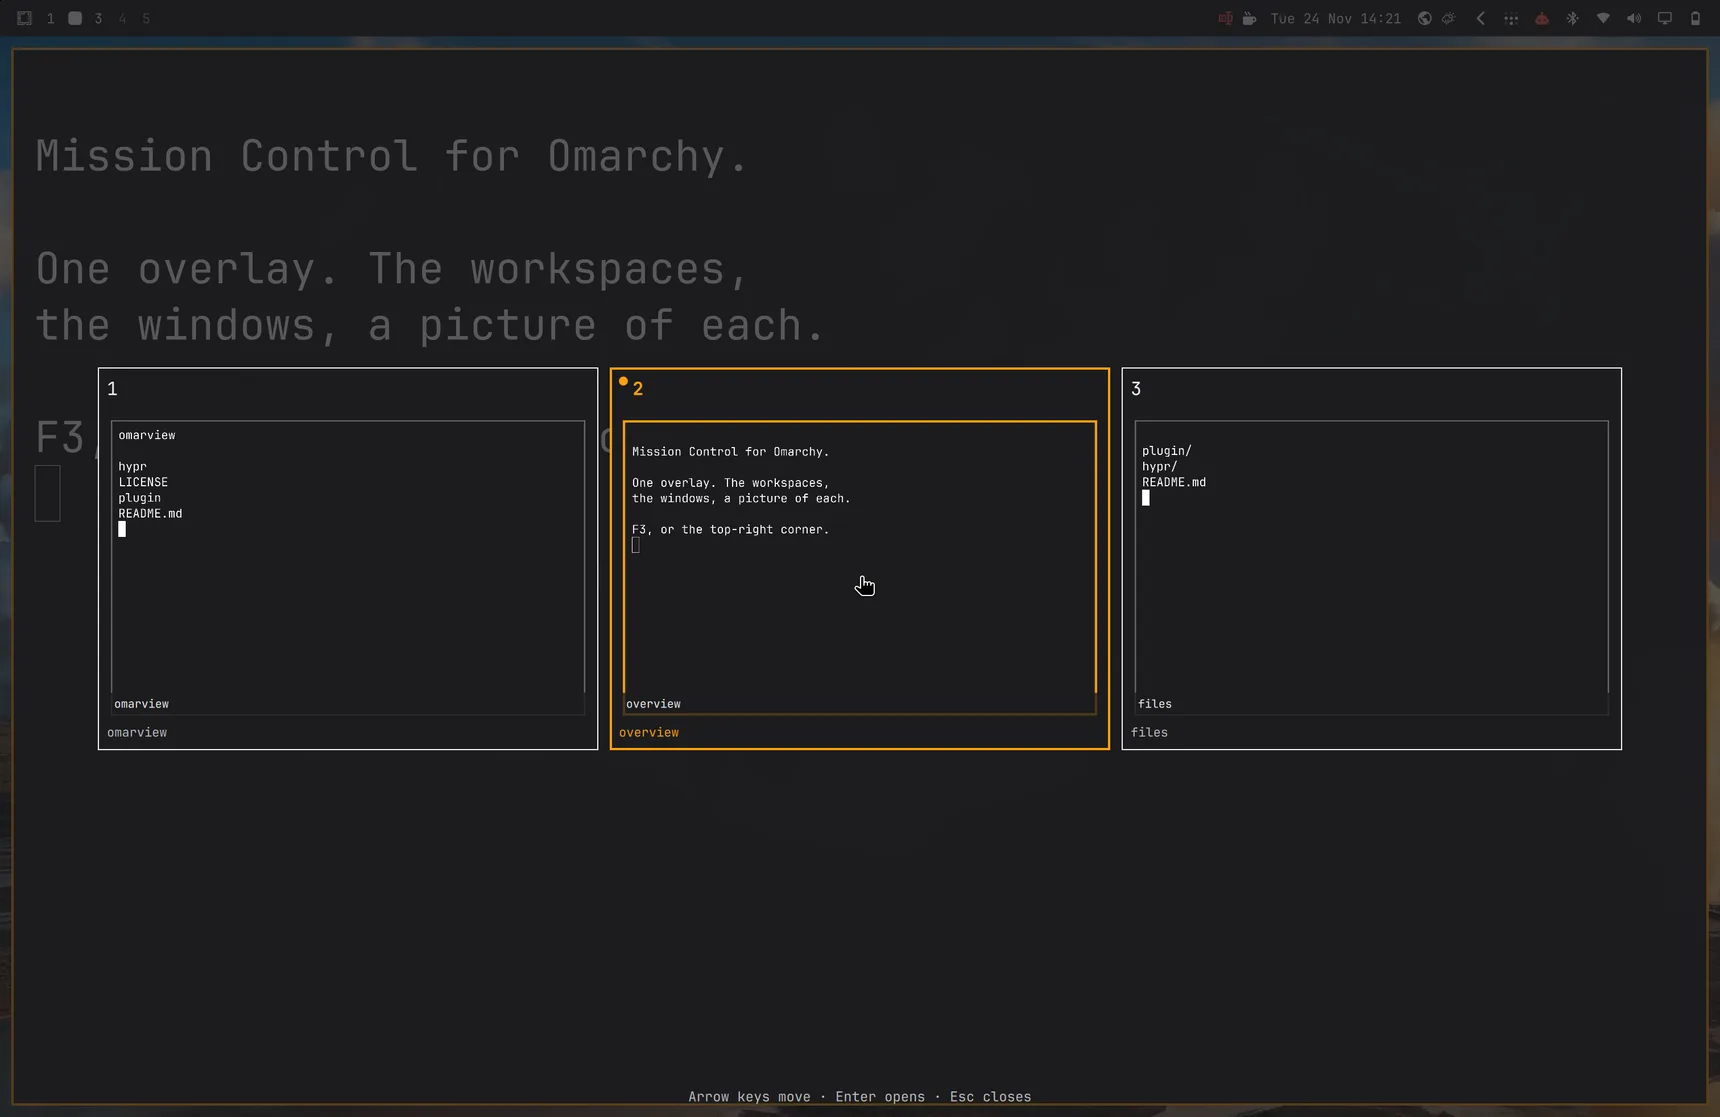 1 3 4 5
Tue 24 Nov 14:21
Mission Control for Omarchy.
One overlay. The workspaces,
the windows, a picture of each.
F3,
1
omarview
hypr
LICENSE
plugin
README.md
omarview
omarview
2
Mission Control for Omarchy.
One overlay. The workspaces,
the windows, a picture of each.
F3, or the top-right corner.
overview
overview
3
plugin/
hypr/
README.md
files
files
Arrow keys move · Enter opens · Esc closes